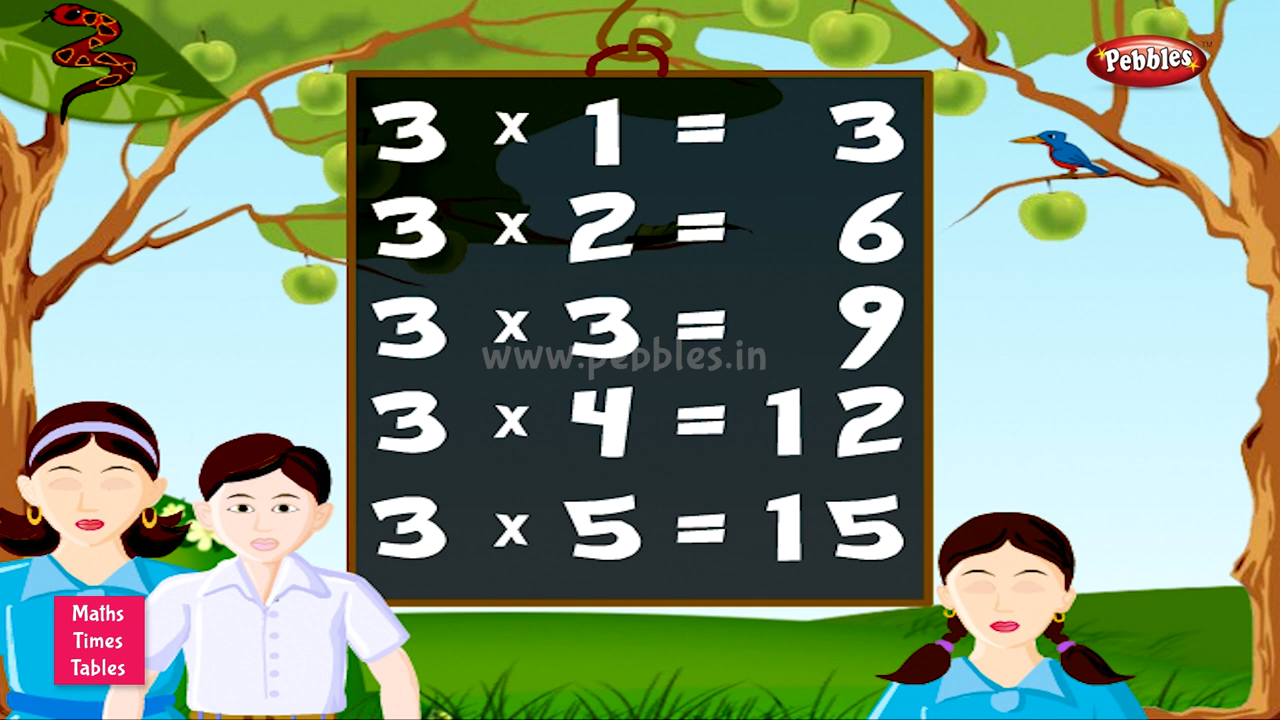 Pebbles™
3 x 1 = 3
3 x 2 = 6
3 x 3 = 9
www.pebbles.in
3 x 4 = 12
3 x 5 = 15
Maths
Times
Tables